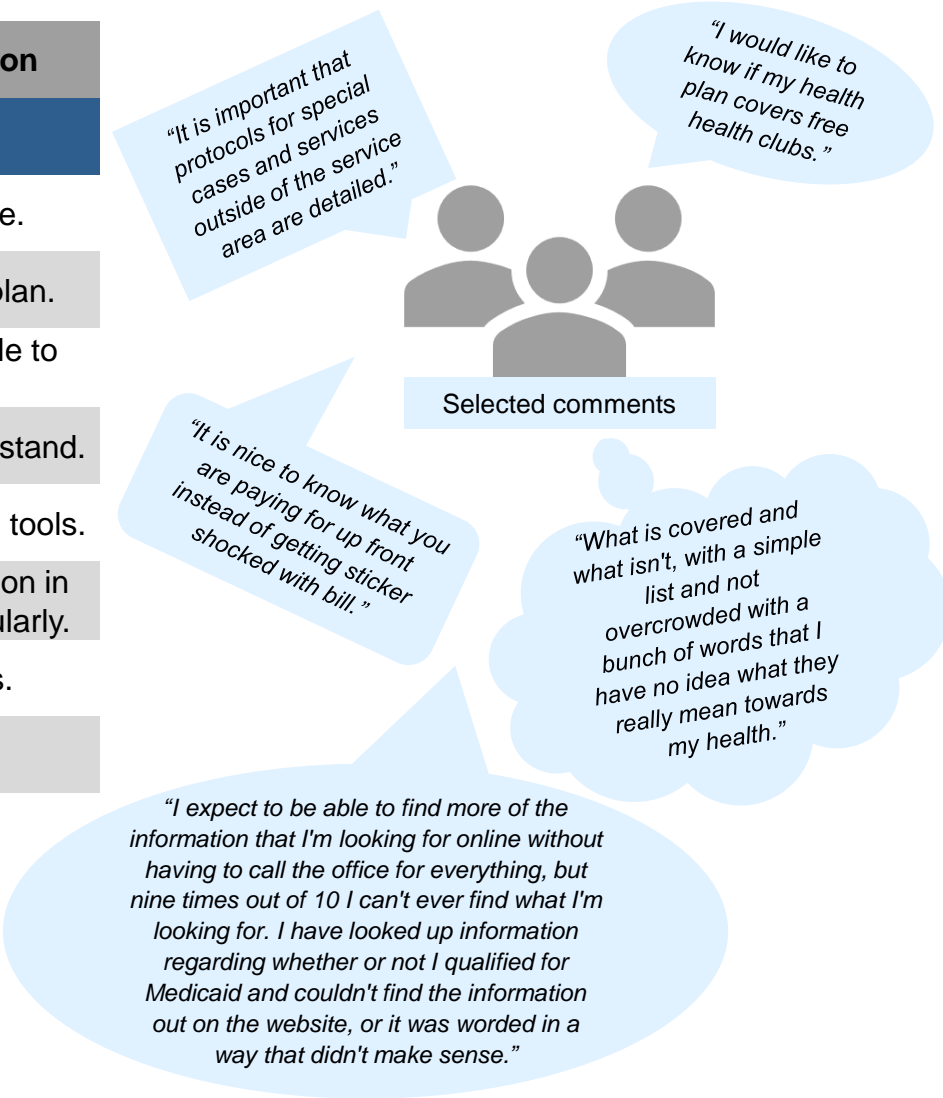 on
e.
plan.
le to
stand.
tools.
on in
ularly.
s.
“It is important that
protocols for special
cases and services
outside of the service
area are detailed.”
“I would like to
know if my health
plan covers free
health clubs.”
Selected comments
“It is nice to know what you
are paying for up front
instead of getting sticker
shocked with bill.”
“What is covered and
what isn't, with a simple
list and not
overcrowded with a
bunch of words that I
have no idea what they
really mean towards
my health.”
“I expect to be able to find more of the
information that I'm looking for online without
having to call the office for everything, but
nine times out of 10 I can't ever find what I'm
looking for. I have looked up information
regarding whether or not I qualified for
Medicaid and couldn't find the information
out on the website, or it was worded in a
way that didn't make sense.”